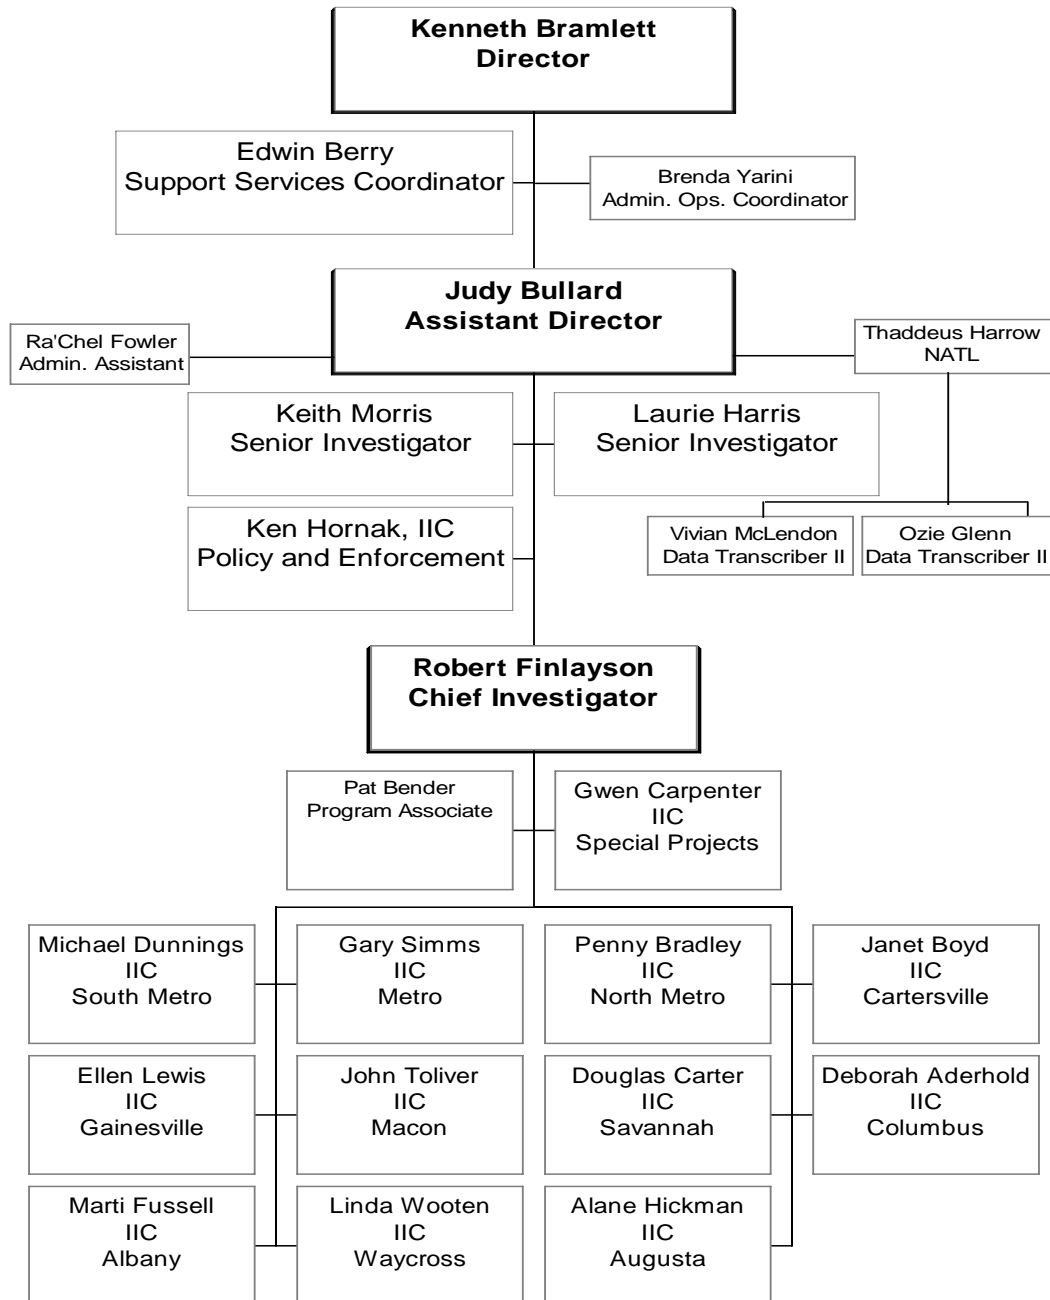 Kenneth Bramlett
Director
Edwin Berry
Support Services Coordinator
Brenda Yarini
Admin. Ops. Coordinator
Judy Bullard
Assistant Director
Ra'Chel Fowler
Admin. Assistant
Thaddeus Harrow
NATL
Keith Morris
Senior Investigator
Laurie Harris
Senior Investigator
Ken Hornak, IIC
Policy and Enforcement
Vivian McLendon
Data Transcriber II
Ozie Glenn
Data Transcriber II
Robert Finlayson
Chief Investigator
Pat Bender
Program Associate
Gwen Carpenter
IIC
Special Projects
Michael Dunnings
IIC
South Metro
Gary Simms
IIC
Metro
Penny Bradley
IIC
North Metro
Janet Boyd
IIC
Cartersville
Ellen Lewis
IIC
Gainesville
John Toliver
IIC
Macon
Douglas Carter
IIC
Savannah
Deborah Aderhold
IIC
Columbus
Marti Fussell
IIC
Albany
Linda Wooten
IIC
Waycross
Alane Hickman
IIC
Augusta